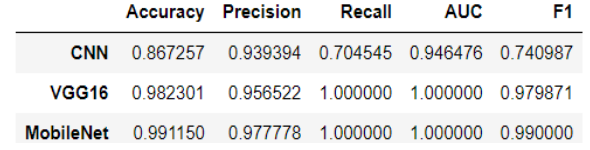 Accuracy Precision Recall AUC F1
CNN 0.867257 0.939394 0.704545 0.946476 0.740987
VGG16 0.982301 0.956522 1.000000 1.000000 0.979871
MobileNet 0.991150 0.977778 1.000000 1.000000 0.990000